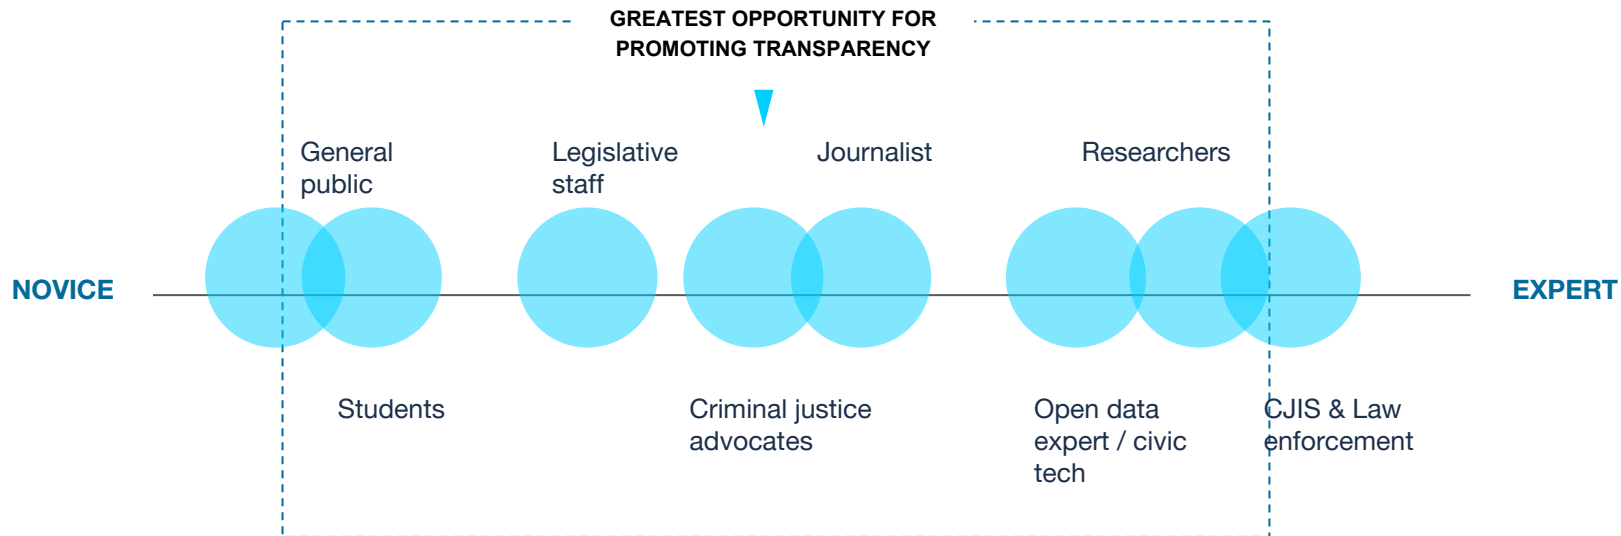 GREATEST OPPORTUNITY FOR
PROMOTING TRANSPARENCY
General
public
Legislative
staff
Journalist
Researchers
NOVICE
EXPERT
Students
Criminal justice
advocates
Open data
expert / civic
tech
CJIS & Law
enforcement